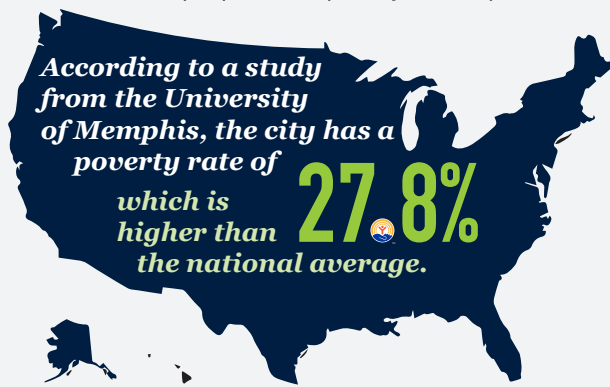 According to a study
from the University
of Memphis, the city has a
poverty rate of
27.8%
which is
higher than
the national average.